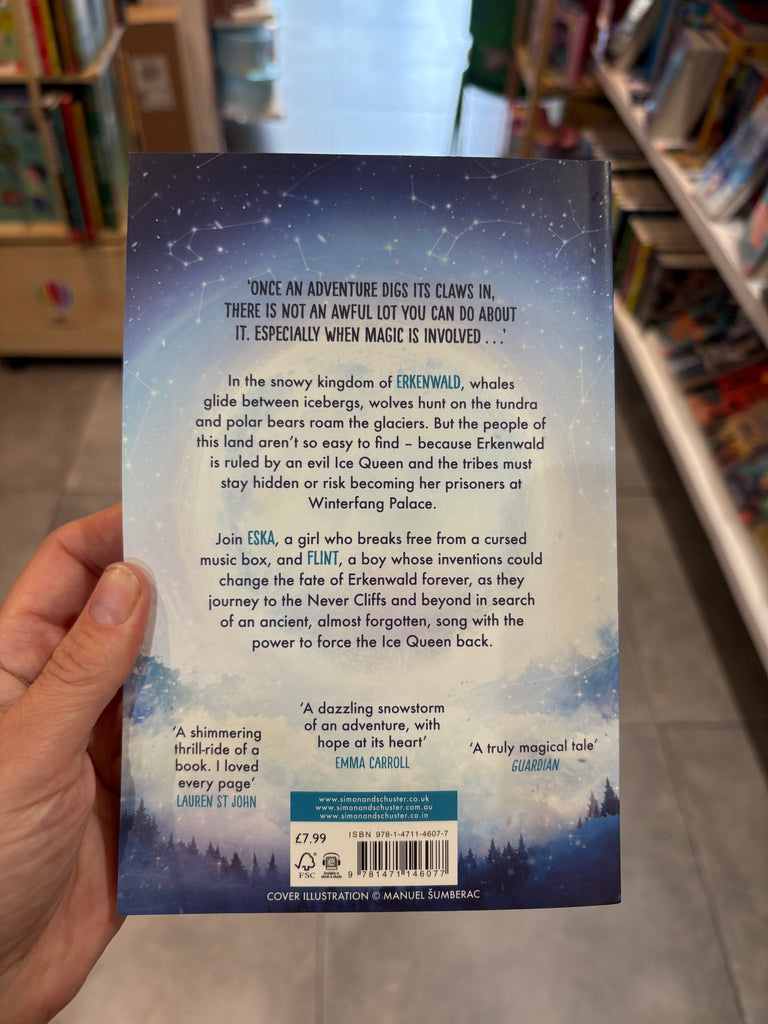 'ONCE AN ADVENTURE DIGS ITS CLAWS IN,
THERE IS NOT AN AWFUL LOT YOU CAN DO ABOUT
IT. ESPECIALLY WHEN MAGIC IS INVOLVED ...'
In the snowy kingdom of ERKENWALD, whales
glide between icebergs, wolves hunt on the tundra
and polar bears roam the glaciers. But the people of
this land aren't so easy to find – because Erkenwald
is ruled by an evil Ice Queen and the tribes must
stay hidden or risk becoming her prisoners at
Winterfang Palace.
Join ESKA, a girl who breaks free from a cursed
music box, and FLINT, a boy whose inventions could
change the fate of Erkenwald forever, as they
journey to the Never Cliffs and beyond in search
of an ancient, almost forgotten, song with the
power to force the Ice Queen back.
'A shimmering
thrill-ride of a
book. I loved
every page'
LAUREN ST JOHN
'A dazzling snowstorm
of an adventure, with
hope at its heart'
EMMA CARROLL
'A truly magical tale'
GUARDIAN
www.simonandschuster.co.uk
www.simonandschuster.com.au
www.simonandschuster.co.in
£7.99
ISBN 978-1-4711-4607-7
FSC
9 781471 146077
COVER ILLUSTRATION © MANUEL ŠUMBERAC